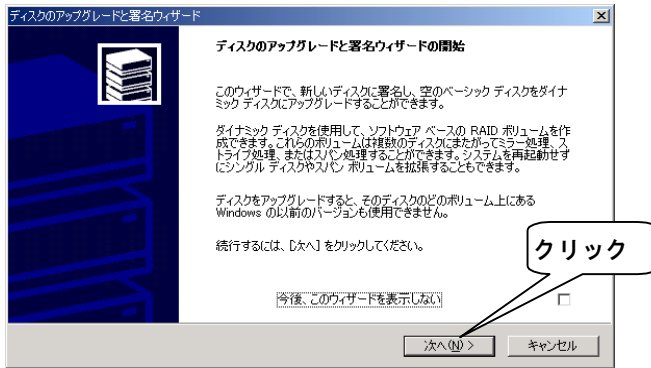 ディスクのアップグレードと署名ウィザード
ディスクのアップグレードと署名ウィザードの開始
このウィザードで、新しいディスクに署名し、空のベーシック ディスクをダイナ
ミック ディスクにアップグレードすることができます。
ダイナミック ディスクを使用して、ソフトウェア ベースの RAID ボリュームを作
成できます。これらのボリュームは複数のディスクにまたがってミラー処理、ス
トライプ処理、またはスパン処理することができます。システムを再起動せず
にシングル ディスクやスパン ボリュームを拡張することもできます。
ディスクをアップグレードすると、そのディスクのどのボリューム上にある
Windows の以前のバージョンも使用できません。
続行するには、[次へ] をクリックしてください。
クリック
今後、このウィザードを表示しない
次へ(N) >
キャンセル